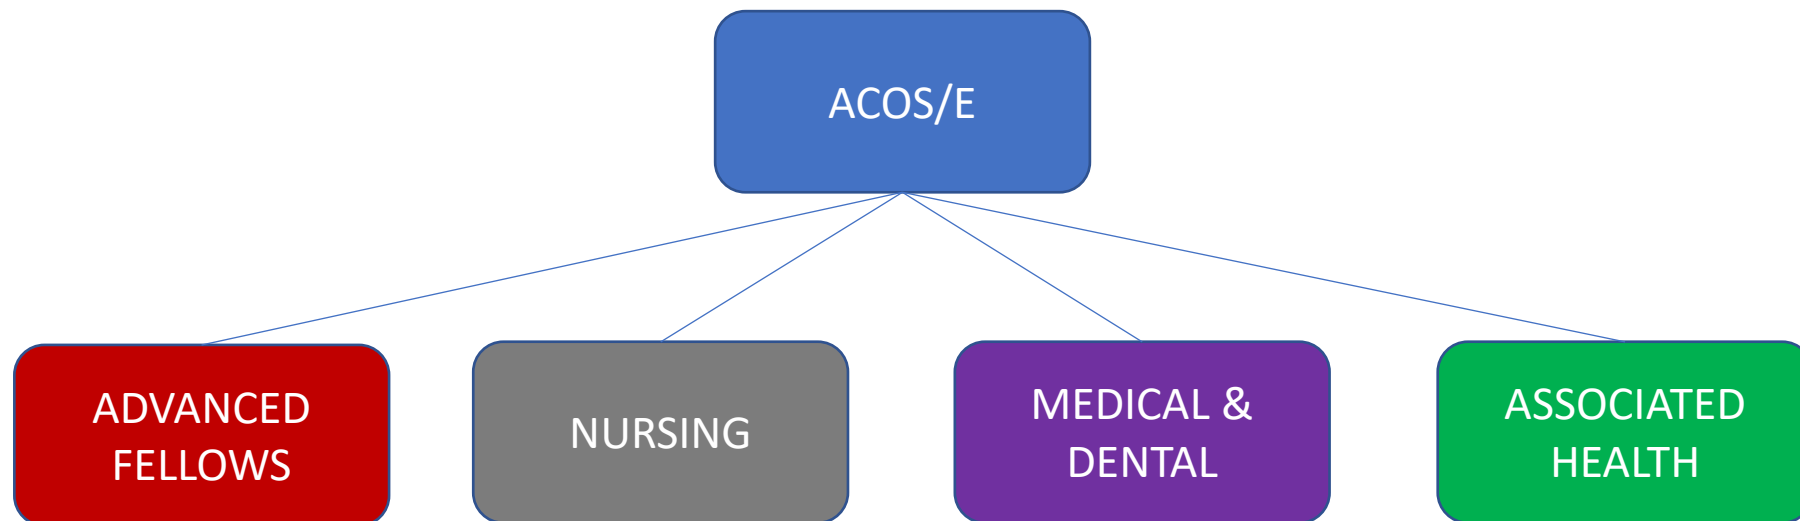 ACOS/E
ADVANCED
FELLOWS
NURSING
MEDICAL &
DENTAL
ASSOCIATED
HEALTH